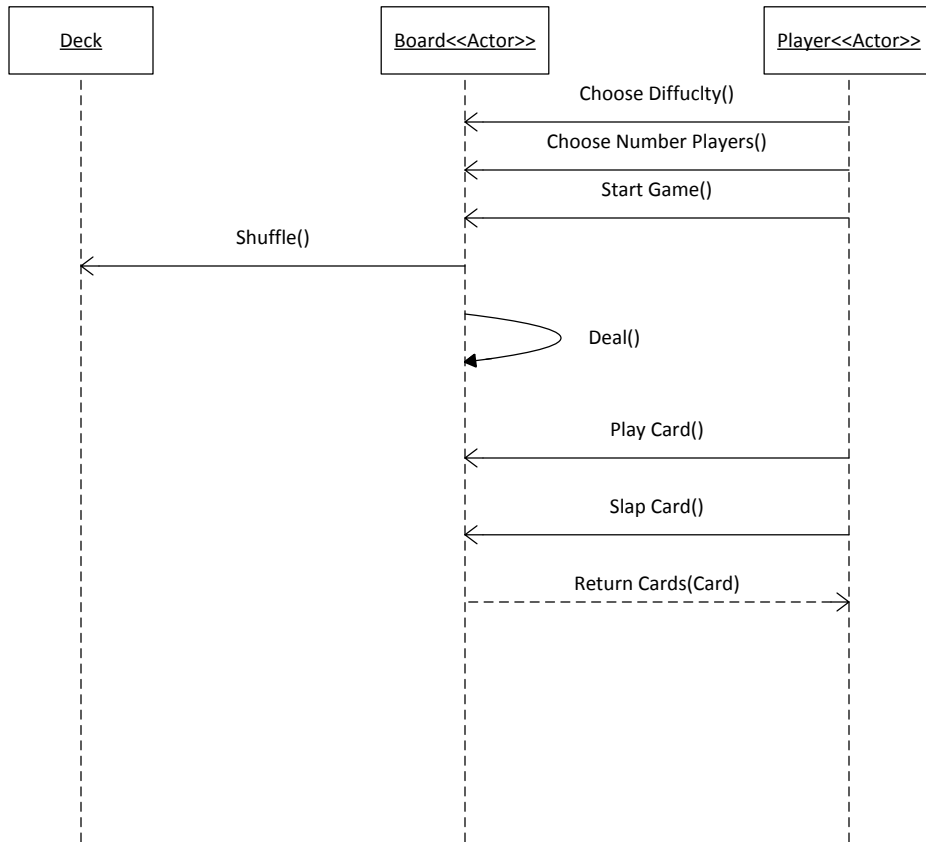 Deck
Board<<Actor>>
Player<<Actor>>
Choose Diffuclty()
Choose Number Players()
Start Game()
Shuffle()
Deal()
Play Card()
Slap Card()
Return Cards(Card)